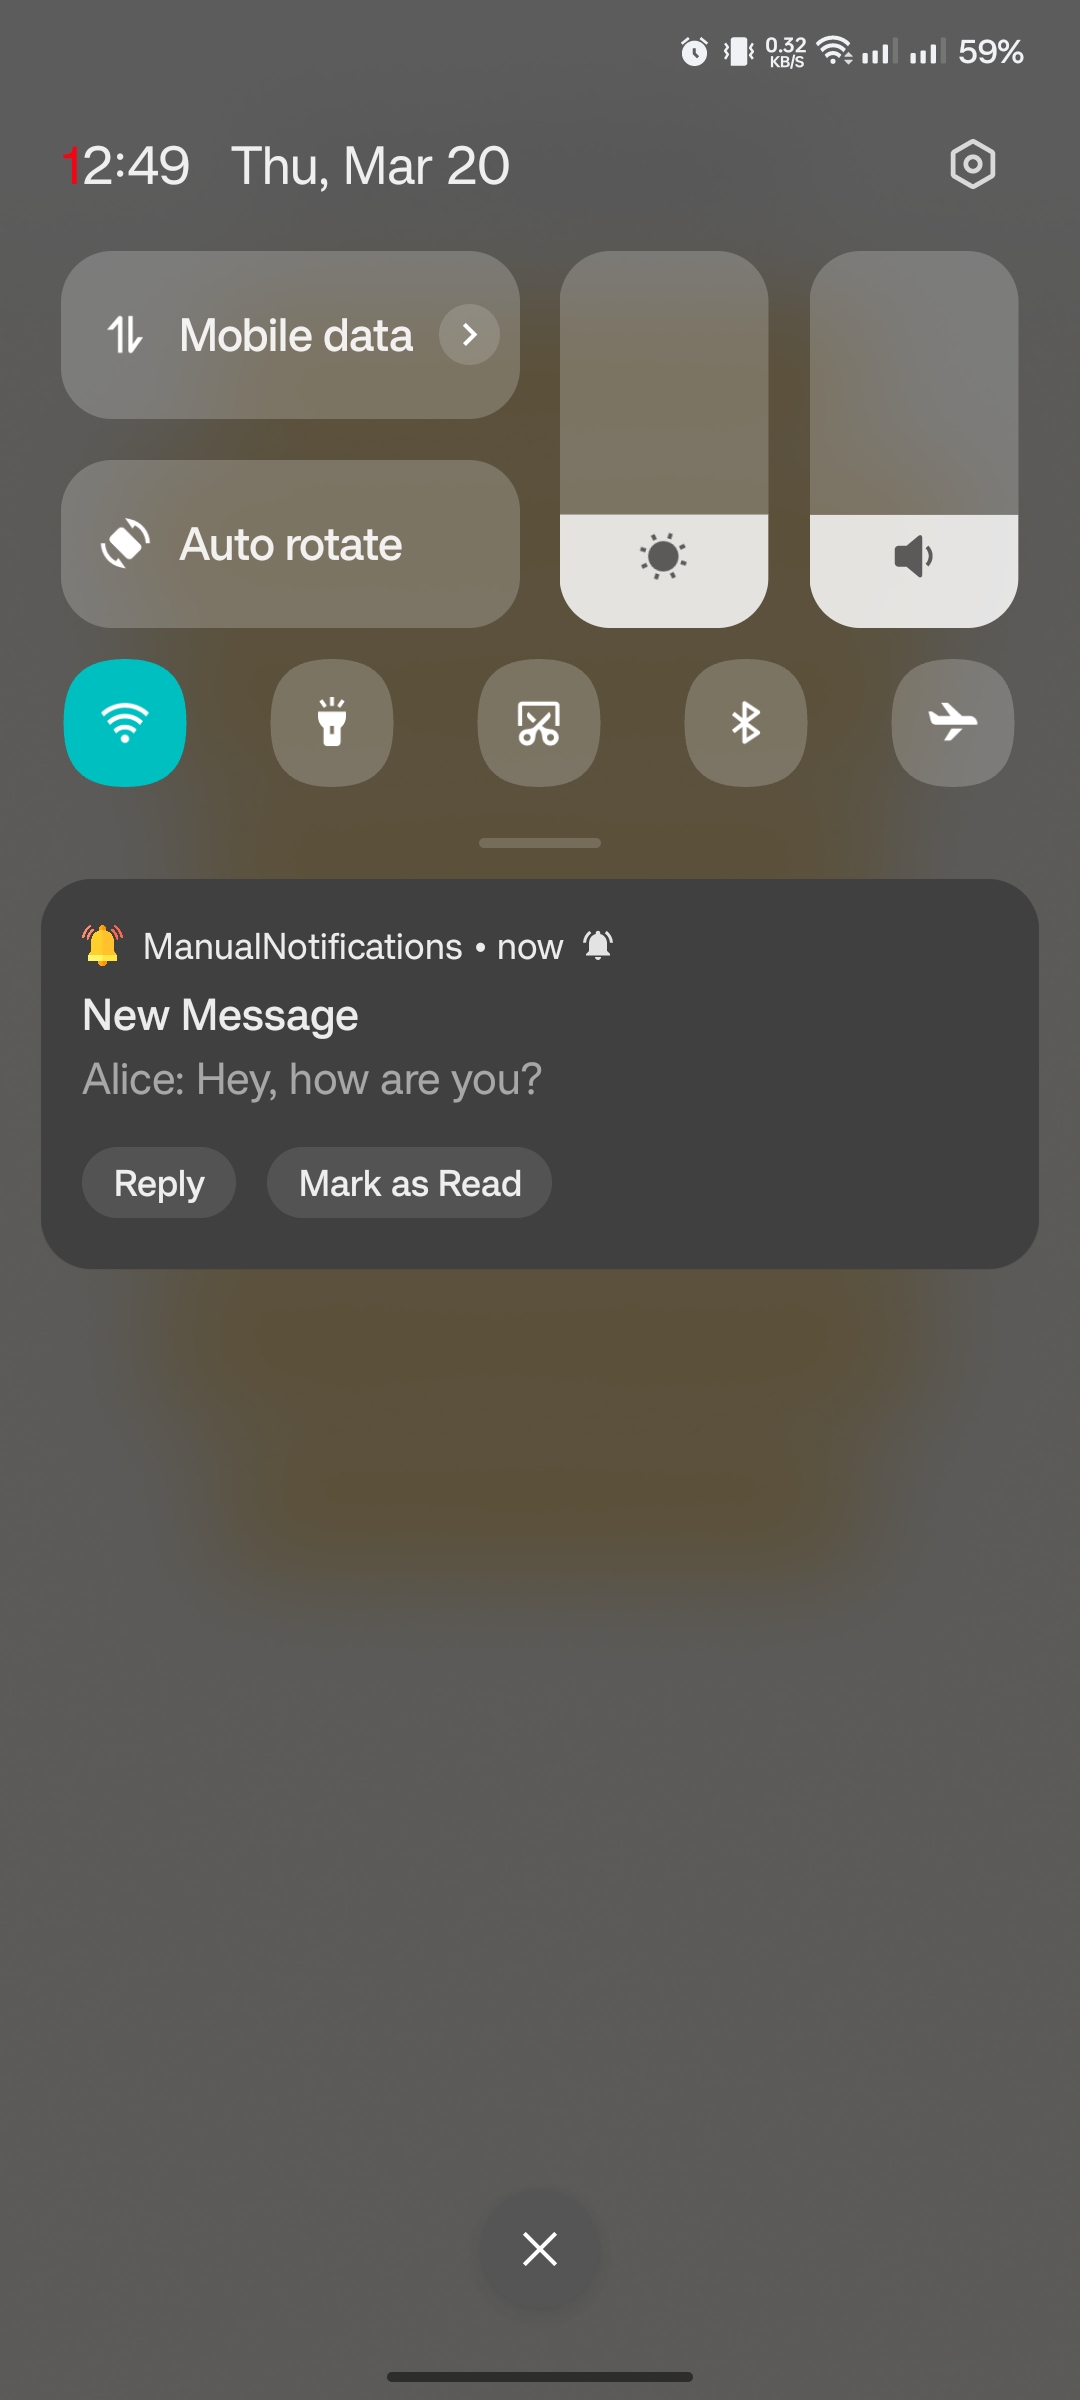 0.32 KB/S 59%
12:49 Thu, Mar 20
Mobile data
Auto rotate
ManualNotifications • now
New Message
Alice: Hey, how are you?
Reply Mark as Read